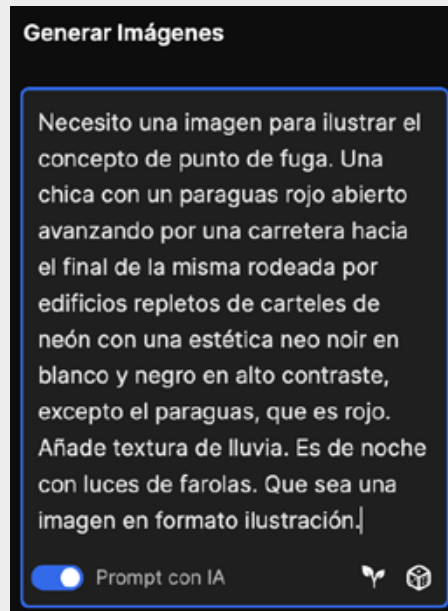 Generar Imágenes
Necesito una imagen para ilustrar el
concepto de punto de fuga. Una
chica con un paraguas rojo abierto
avanzando por una carretera hacia
el final de la misma rodeada por
edificios repletos de carteles de
neón con una estética neo noir en
blanco y negro en alto contraste,
excepto el paraguas, que es rojo.
Añade textura de lluvia. Es de noche
con luces de farolas. Que sea una
imagen en formato ilustración.
Prompt con IA